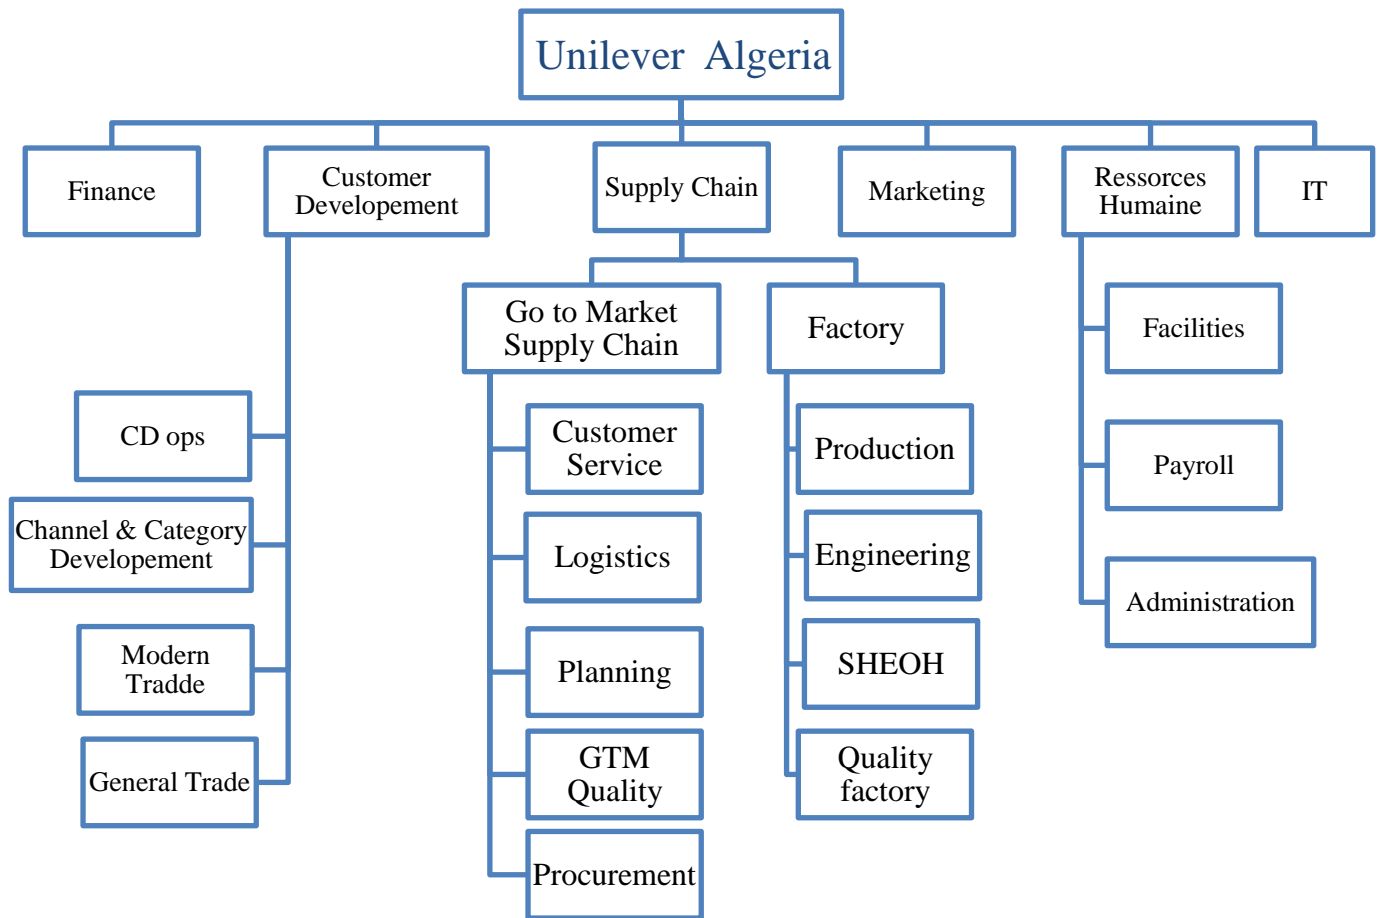 Unilever  Algeria
Finance
Customer
Developement
Supply Chain
Marketing
Ressorces
Humaine
IT
Go to Market
Supply Chain
Factory
Facilities
CD ops
Customer
Service
Production
Payroll
Channel & Category
Developement
Logistics
Engineering
Administration
Modern
Tradde
Planning
SHEOH
General Trade
GTM
Quality
Quality
factory
Procurement